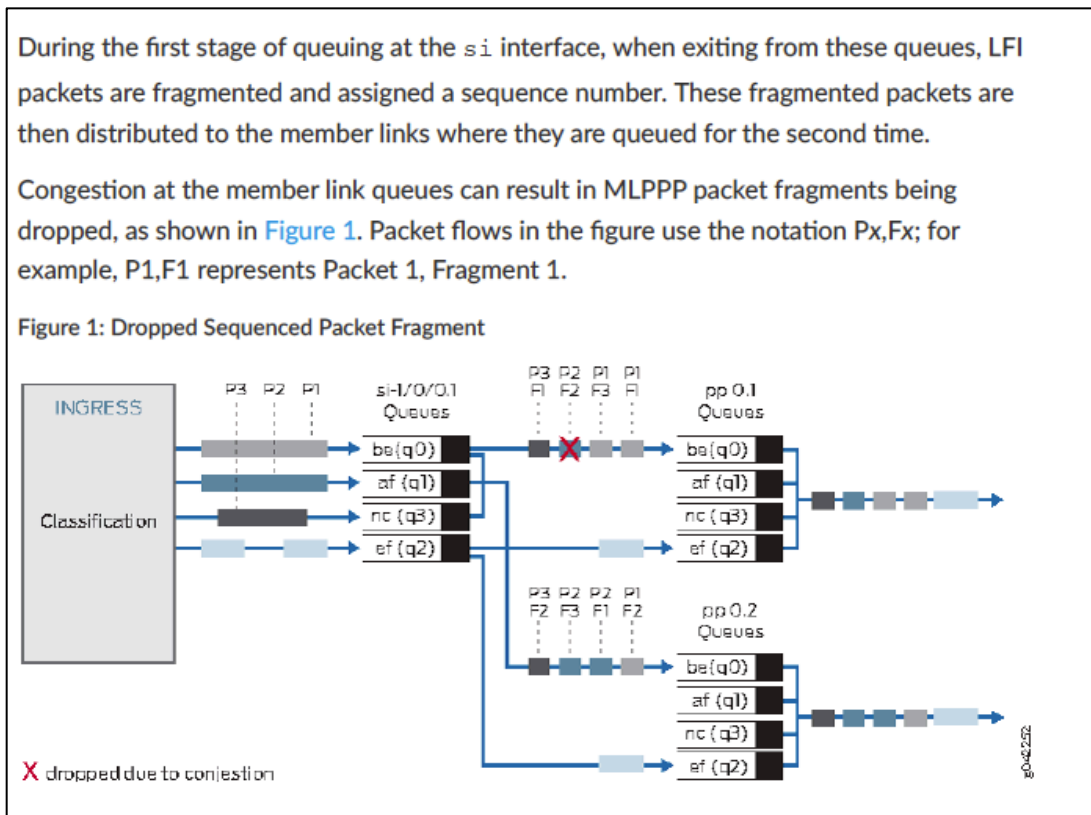 During the first stage of queuing at the si interface, when exiting from these queues, LFI
packets are fragmented and assigned a sequence number. These fragmented packets are
then distributed to the member links where they are queued for the second time.
Congestion at the member link queues can result in MLPPP packet fragments being
dropped, as shown in Figure 1. Packet flows in the figure use the notation Px,Fx; for
example, P1,F1 represents Packet 1, Fragment 1.
Figure 1: Dropped Sequenced Packet Fragment
INGRESS
Classification
P3 P2 P1
si-1/0/0.1
Queues
be(q0)
af (q1)
nc (q3)
ef (q2)
P3 P2 P1 P1
F1 F2 F3 F1
pp 0.1
Queues
be(q0)
af (q1)
nc (q3)
ef (q2)
P3 P2 P2 P1
F2 F3 F1 F2
pp 0.2
Queues
be(q0)
af (q1)
nc (q3)
ef (q2)
X dropped due to conjestion
g042252